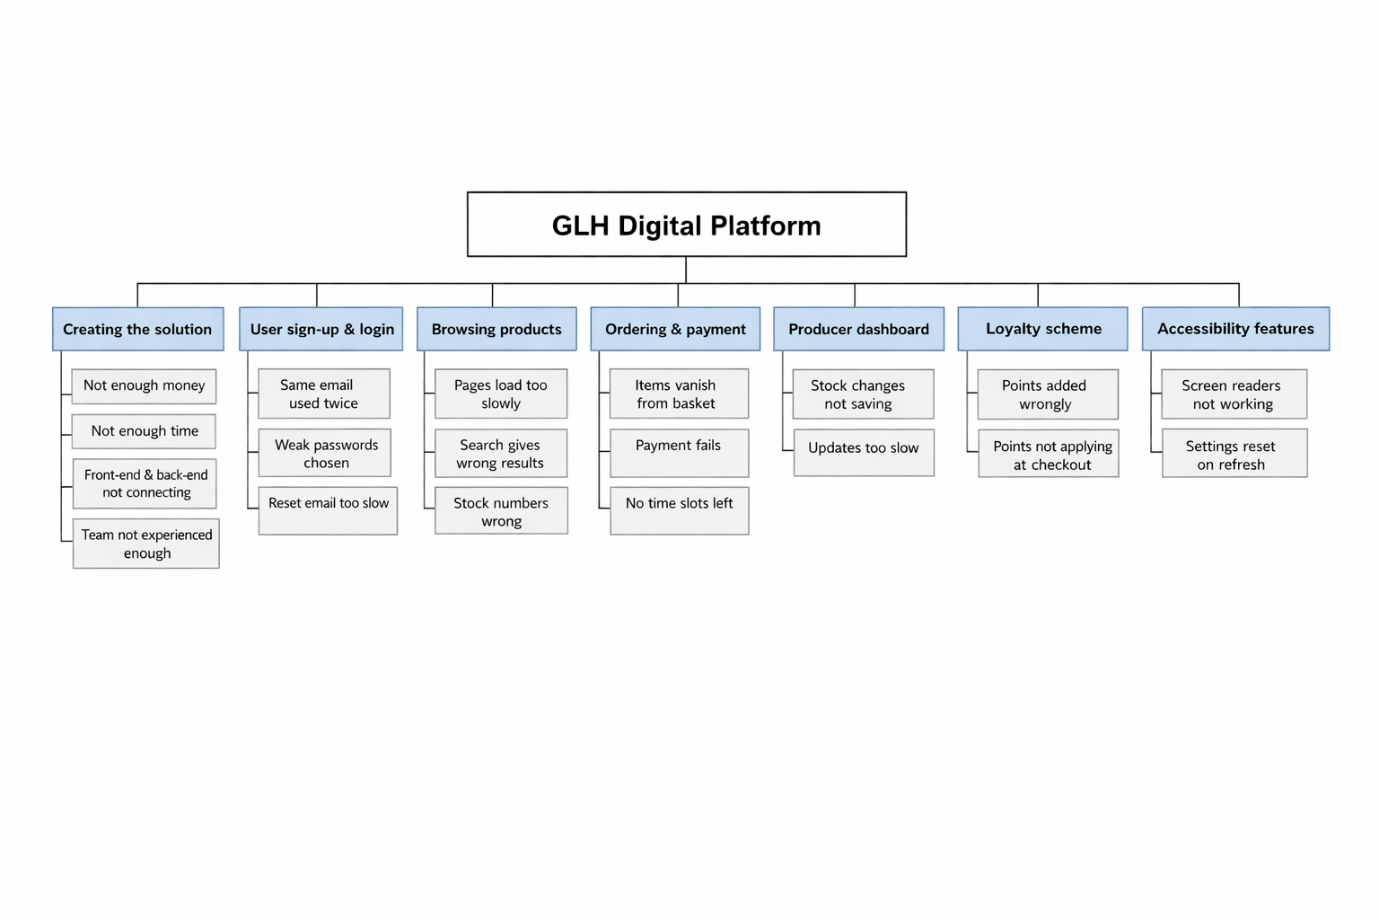 GLH Digital Platform
Creating the solution
Not enough money
Not enough time
Front-end & back-end
not connecting
Team not experienced
enough
User sign-up & login
Same email
used twice
Weak passwords
chosen
Reset email too slow
Browsing products
Pages load too
slowly
Search gives
wrong results
Stock numbers
wrong
Ordering & payment
Items vanish
from basket
Payment fails
No time slots left
Producer dashboard
Stock changes
not saving
Updates too slow
Loyalty scheme
Points added
wrongly
Points not applying
at checkout
Accessibility features
Screen readers
not working
Settings reset
on refresh